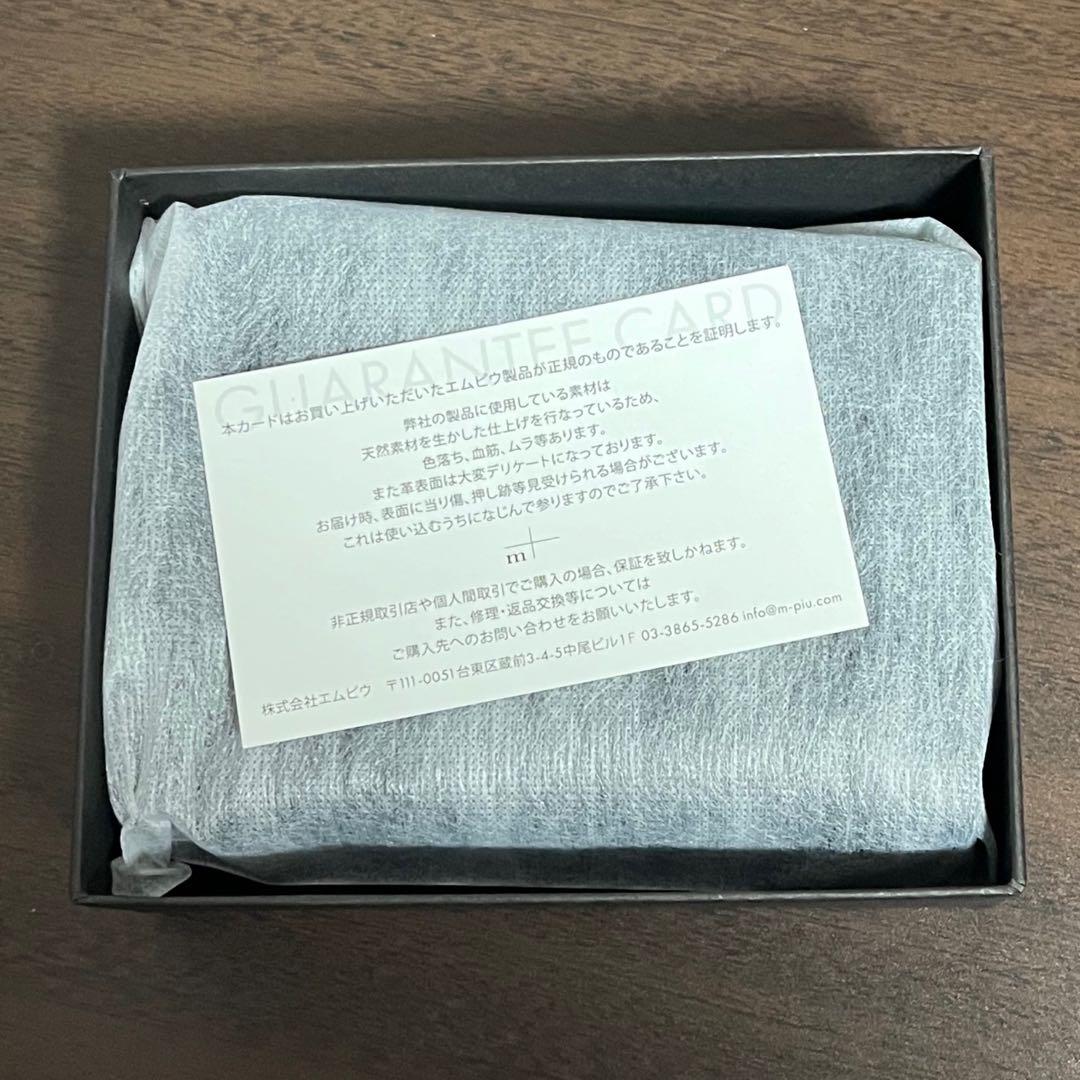 GUARANTEE CARD
本カードはお買い上げいただいたエムピウ製品が正規のものであることを証明します。
弊社の製品に使用している素材は
天然素材を生かした仕上げを行なっているため、
色落ち、血筋、ムラ等あります。
また革表面は大変デリケートになっております。
お届け時、表面に当り傷、押し跡等見受けられる場合がございます。
これは使い込むうちになじんで参りますのでご了承下さい。
m+
非正規取引店や個人間取引でご購入の場合、保証を致しかねます。
また、修理・返品交換等については
ご購入先へのお問い合わせをお願いいたします。
株式会社エムピウ 〒111-0051台東区蔵前3-4-5中尾ビル1F 03-3865-5286 info@m-piu.com